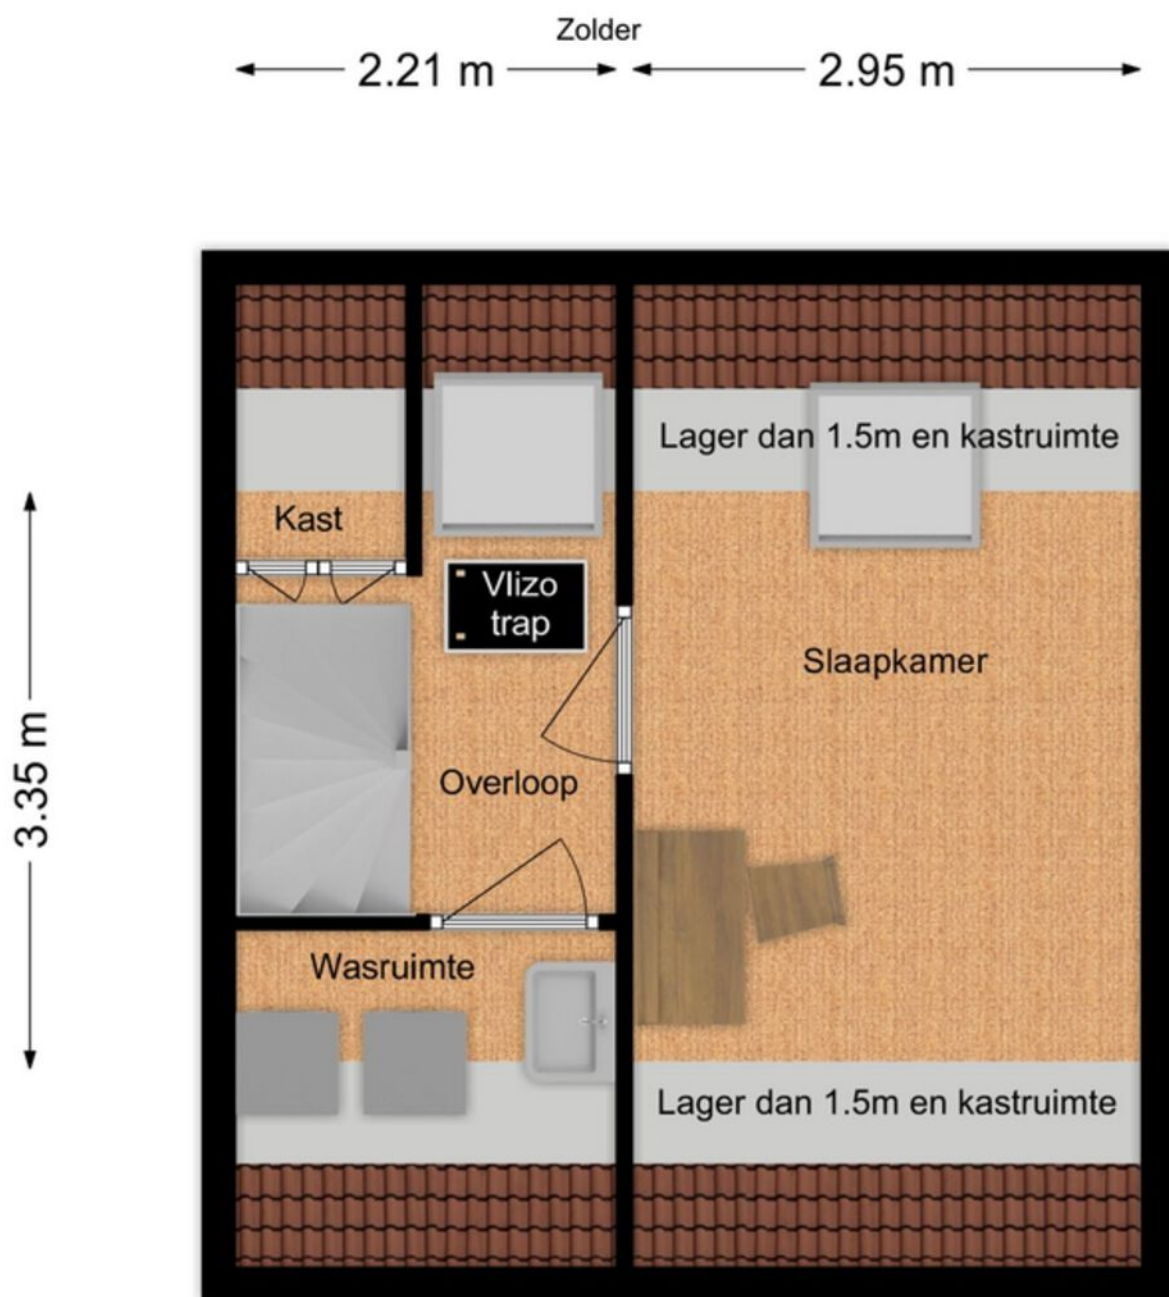 Zolder
2.21 m
2.95 m
Lager dan 1.5m en kastruimte
Kast
Vlizo
trap
Slaapkamer
3.35 m
Overloop
Wasruimte
Lager dan 1.5m en kastruimte